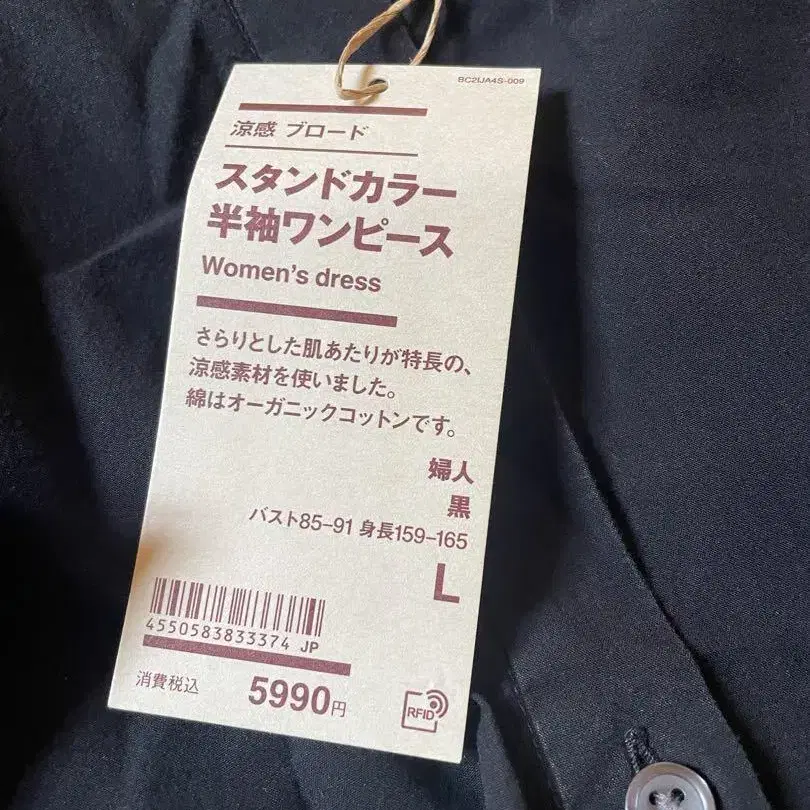 BC2IJA4S-009
涼感 ブロード
スタンドカラー
半袖ワンピース
Women's dress
さらりとした肌あたりが特長の、
涼感素材を使いました。
綿はオーガニックコットンです。
婦人
黒
バスト85-91 身長159-165
L
4550583833374 JP
消費税込 5990円
RFID